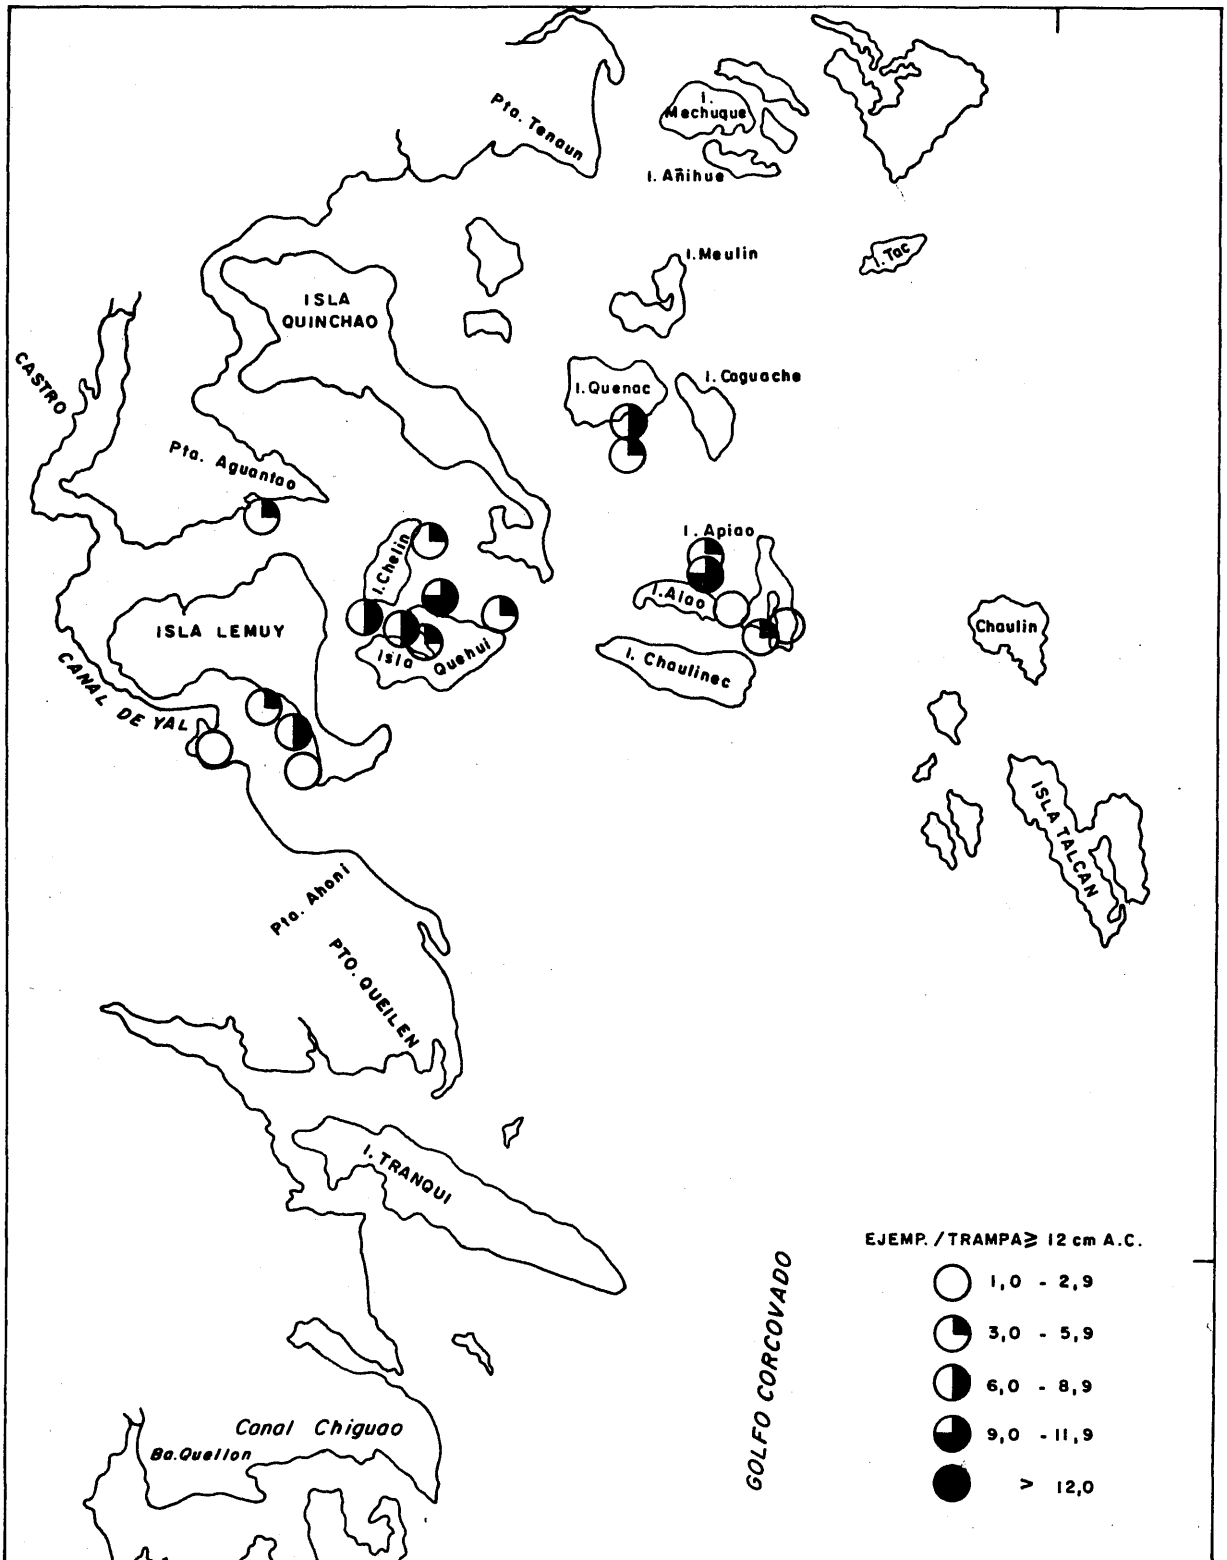 Pta. Tenaun
I.
Mechuque
I. Añihue
I. Meulin
I. Tac
ISLA
QUINCHAO
CASTRO
I. Quenac
I. Caguache
Pta. Aguantao
I. Chelin
I. Apiao
I. Alao
ISLA LEMUY
Isla Quehui
I. Chaulinec
Chaulin
CANAL DE YAL
ISLA TALCAN
Pta. Ahoni
PTO. QUEILEN
I. TRANQUI
GOLFO CORCOVADO
EJEMP. / TRAMPA ≥ 12 cm A.C.
1,0 - 2,9
3,0 - 5,9
6,0 - 8,9
9,0 - 11,9
> 12,0
Canal Chiguao
Ba. Quellon